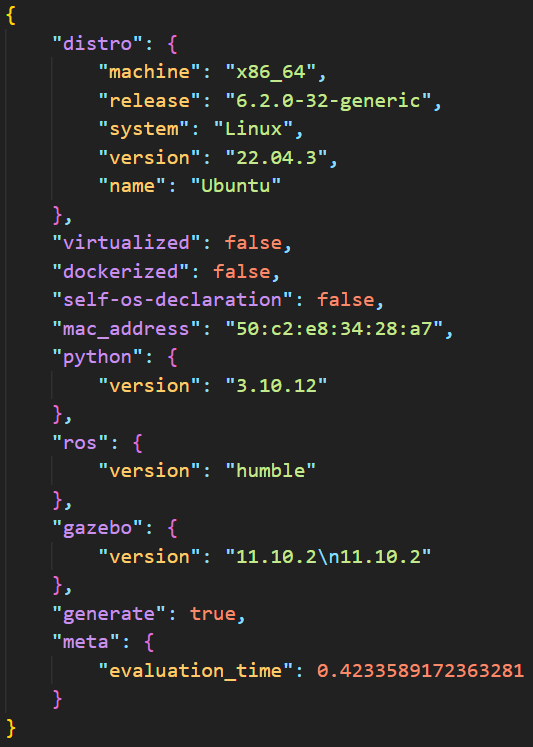 {
    "distro": {
        "machine": "x86_64",
        "release": "6.2.0-32-generic",
        "system": "Linux",
        "version": "22.04.3",
        "name": "Ubuntu"
    },
    "virtualized": false,
    "dockerized": false,
    "self-os-declaration": false,
    "mac_address": "50:c2:e8:34:28:a7",
    "python": {
        "version": "3.10.12"
    },
    "ros": {
        "version": "humble"
    },
    "gazebo": {
        "version": "11.10.2\n11.10.2"
    },
    "generate": true,
    "meta": {
        "evaluation_time": 0.4233589172363281
    }
}